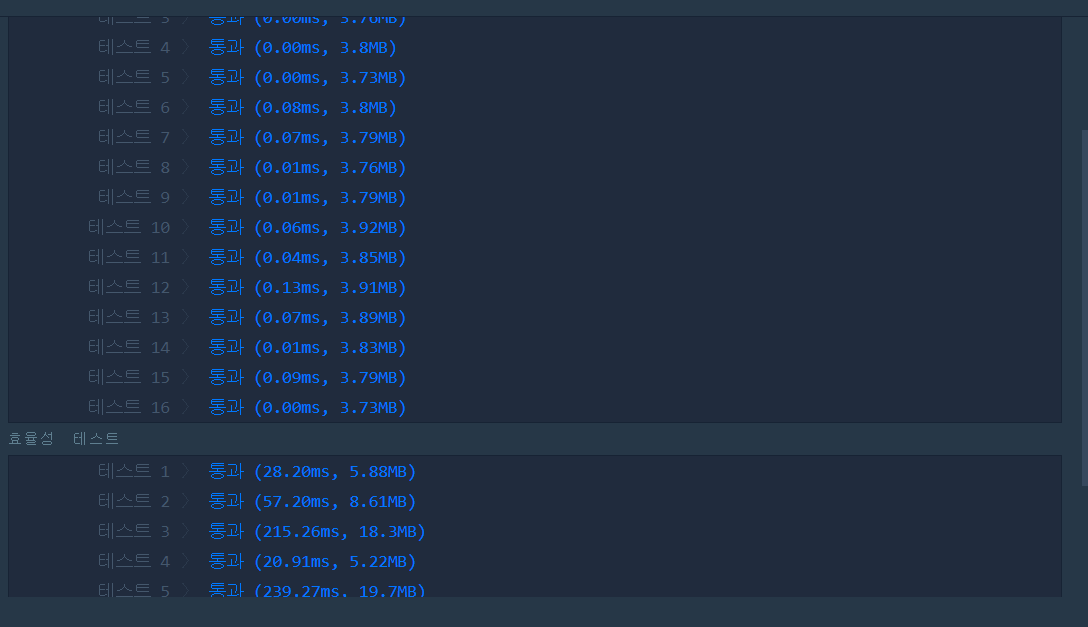 테스트 3 〉 통과 (0.00ms, 3.76MB)
테스트 4 〉 통과 (0.00ms, 3.8MB)
테스트 5 〉 통과 (0.00ms, 3.73MB)
테스트 6 〉 통과 (0.08ms, 3.8MB)
테스트 7 〉 통과 (0.07ms, 3.79MB)
테스트 8 〉 통과 (0.01ms, 3.76MB)
테스트 9 〉 통과 (0.01ms, 3.79MB)
테스트 10 〉 통과 (0.06ms, 3.92MB)
테스트 11 〉 통과 (0.04ms, 3.85MB)
테스트 12 〉 통과 (0.13ms, 3.91MB)
테스트 13 〉 통과 (0.07ms, 3.89MB)
테스트 14 〉 통과 (0.01ms, 3.83MB)
테스트 15 〉 통과 (0.09ms, 3.79MB)
테스트 16 〉 통과 (0.00ms, 3.73MB)
효율성 테스트
테스트 1 〉 통과 (28.20ms, 5.88MB)
테스트 2 〉 통과 (57.20ms, 8.61MB)
테스트 3 〉 통과 (215.26ms, 18.3MB)
테스트 4 〉 통과 (20.91ms, 5.22MB)
테스트 5 〉 통과 (239.27ms, 19.7MB)